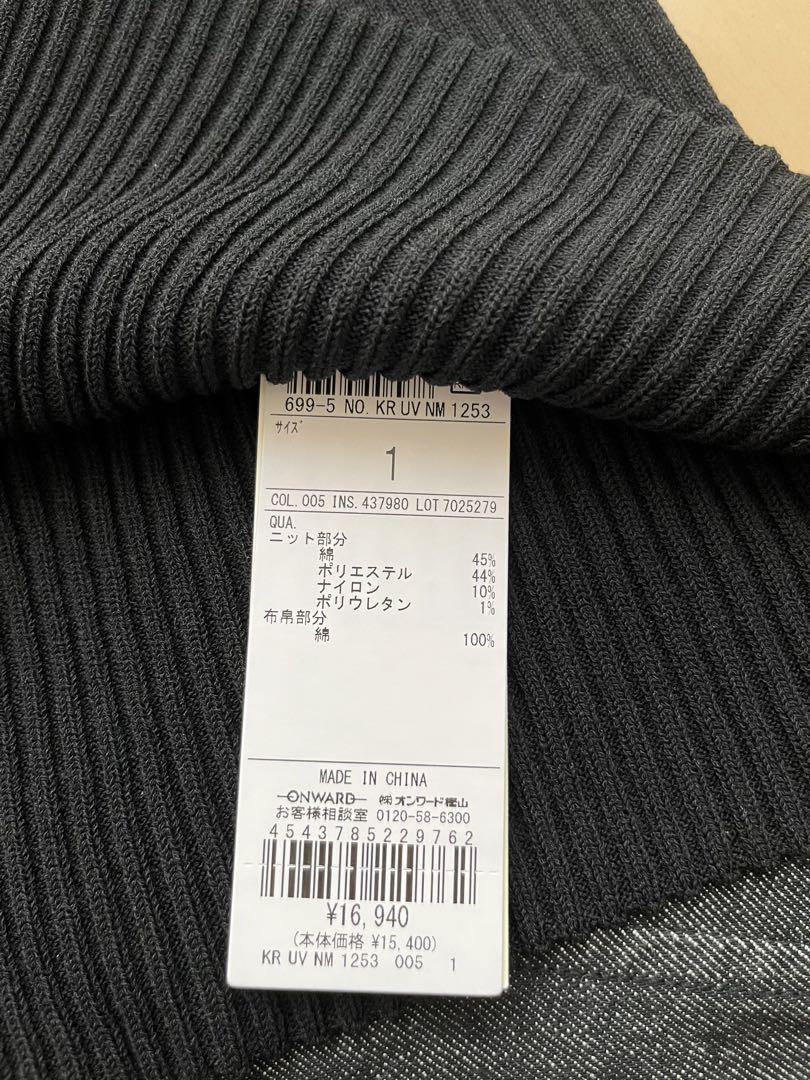 699-5 NO. KR UV NM 1253
サイズ
1
COL. 005 INS. 437980 LOT 7025279
QUA.
ニット部分
綿 45%
ポリエステル 44%
ナイロン 10%
ポリウレタン 1%
布帛部分
綿 100%
MADE IN CHINA
ONWARD ㈱オンワード樫山
お客様相談室 0120-58-6300
4543785229762
¥16,940
(本体価格 ¥15,400)
KR UV NM 1253 005 1